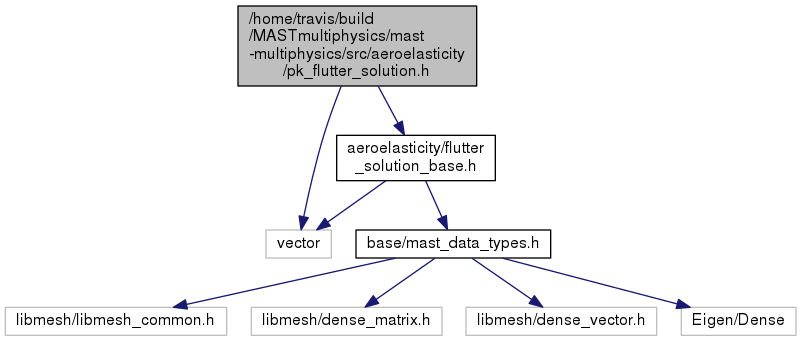 /home/travis/build
/MASTmultiphysics/mast
-multiphysics/src/aeroelasticity
/pk_flutter_solution.h
aeroelasticity/flutter
_solution_base.h
vector
base/mast_data_types.h
libmesh/libmesh_common.h
libmesh/dense_matrix.h
libmesh/dense_vector.h
Eigen/Dense